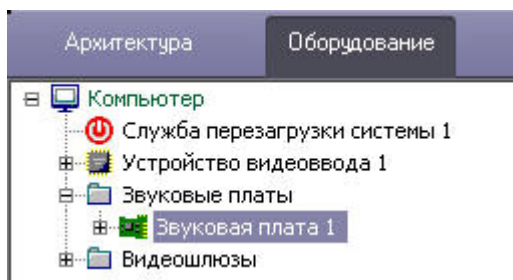 Архитектура Оборудование
Компьютер
Служба перезагрузки системы 1
Устройство видеоввода 1
Звуковые платы
Звуковая плата 1
Видеошлюзы